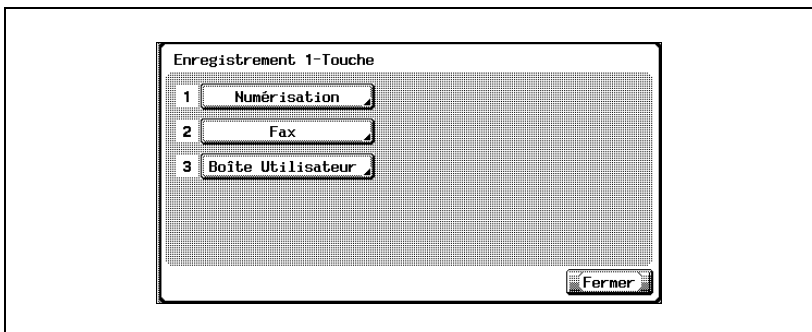 Enregistrement 1-Touche
1 Numérisation
2 Fax
3 Boîte Utilisateur
Fermer